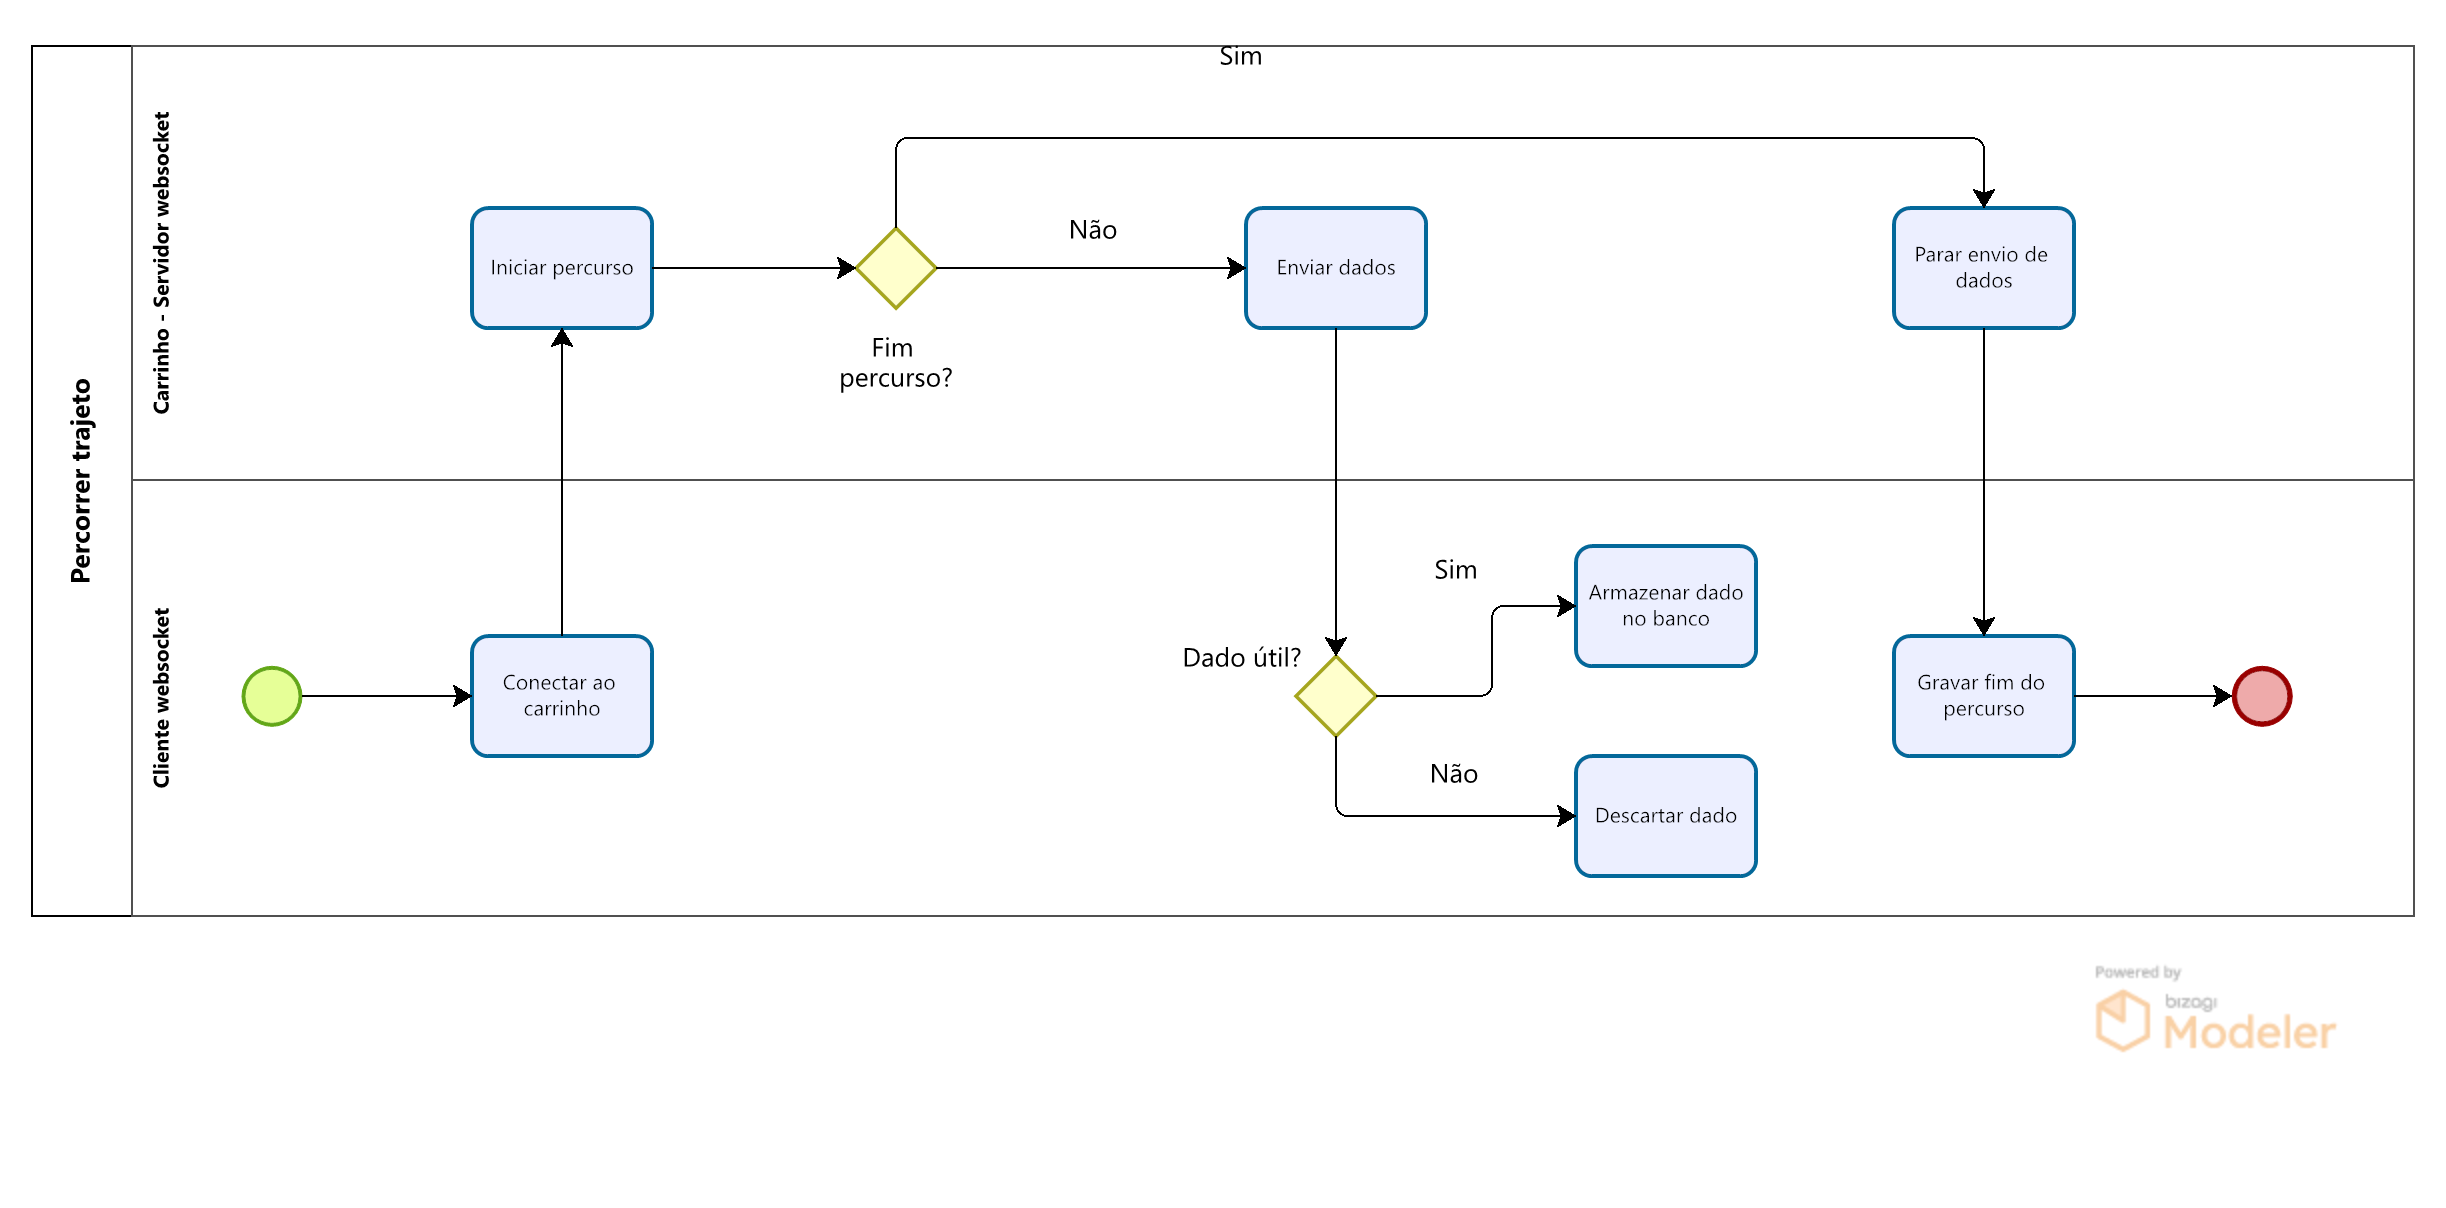 Sim
Percorrer trajeto
Carrinho - Servidor websocket
Iniciar percurso
Fim
percurso?
Não
Enviar dados
Parar envio de
dados
Cliente websocket
Conectar ao
carrinho
Dado útil?
Sim
Armazenar dado
no banco
Não
Descartar dado
Gravar fim do
percurso
Powered by
bizagi
Modeler